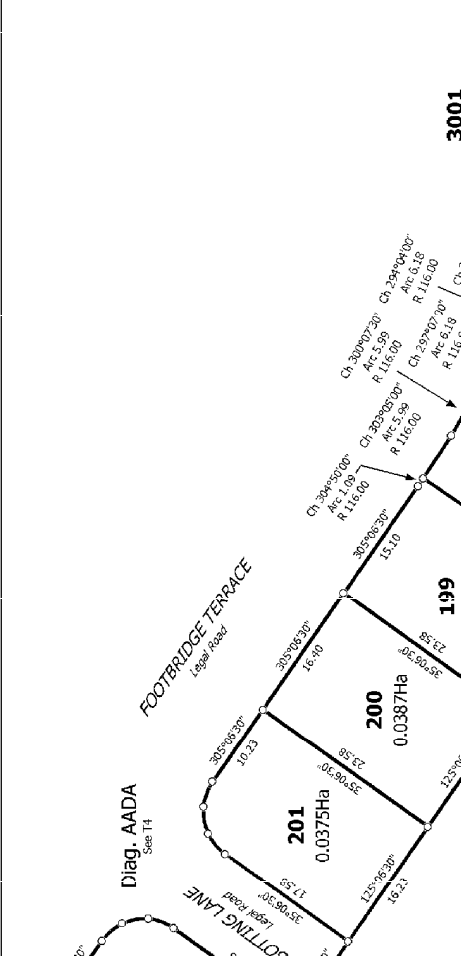 3001
Ch 294°04'00"
Arc 6.18
R 116.00
Ch 300°07'30"
Arc 5.99
R 116.00
Ch 297°07'30"
Arc 6.18
R 116.
Ch 303°05'00"
Arc 5.99
R 116.00
Ch 304°50'00"
Arc 1.09
R 116.00
305°06'30"
15.10
199
FOOTBRIDGE TERRACE
Legal Road
305°06'30"
16.40
23.58
35°06'30"
200
0.0387Ha
305°06'30"
10.23
23.58
35°06'30"
Diag. AADA
See T4
201
0.0375Ha
125°0
125°06'30"
16.23
17.58
35°06'30"
Legal Road
BOTTING LANE